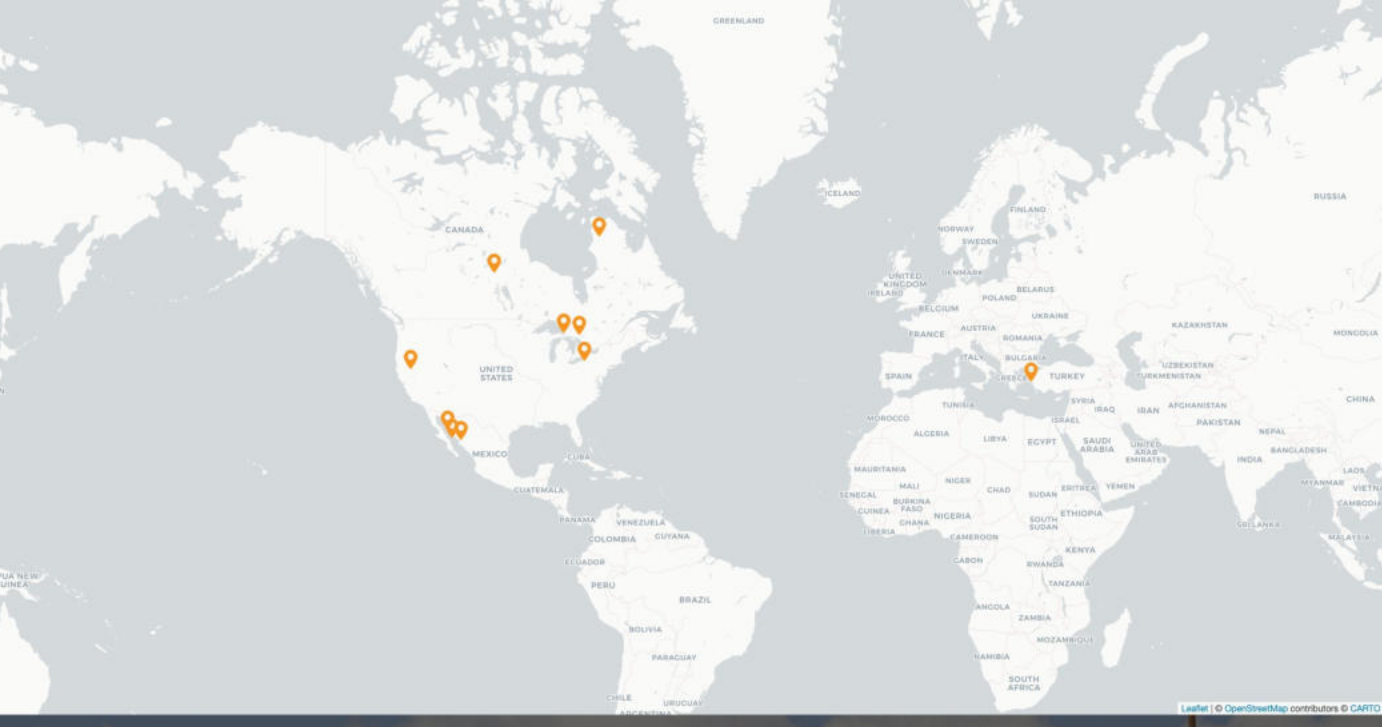 GREENLAND
ICELAND
RUSSIA
FINLAND
CANADA
NORWAY
SWEDEN
DENMARK
UNITED
KINGDOM
IRELAND
BELARUS
POLAND
BELGIUM
UKRAINE
KAZAKHSTAN
AUSTRIA
FRANCE
ROMANIA
MONGOLIA
ITALY
BULGARIA
UZBEKISTAN
UNITED
STATES
SPAIN
GREECE
TURKEY
TURKMENISTAN
SYRIA
CHINA
TUNISIA
IRAQ
IRAN
AFGHANISTAN
MOROCCO
ISRAEL
PAKISTAN
ALGERIA
LIBYA
EGYPT
SAUDI
ARABIA
UNITED
ARAB
EMIRATES
NEPAL
BANGLADESH
MEXICO
CUBA
INDIA
MAURITANIA
LAOS
NIGER
MALI
CHAD
SUDAN
ERITREA
YEMEN
MYANMAR
VIETN
GUATEMALA
SENEGAL
BURKINA
FASO
CAMBODIA
GUINEA
GHANA
NIGERIA
SOUTH
SUDAN
ETHIOPIA
PANAMA
VENEZUELA
LIBERIA
SRI LANKA
COLOMBIA
GUYANA
CAMEROON
MALAYSIA
KENYA
ECUADOR
GABON
RWANDA
PUA NEW
UINEA
PERU
TANZANIA
BRAZIL
ANGOLA
ZAMBIA
BOLIVIA
MOZAMBIQUE
PARAGUAY
NAMIBIA
SOUTH
AFRICA
CHILE
URUGUAY
ARGENTINA
Leaflet | © OpenStreetMap contributors © CARTO